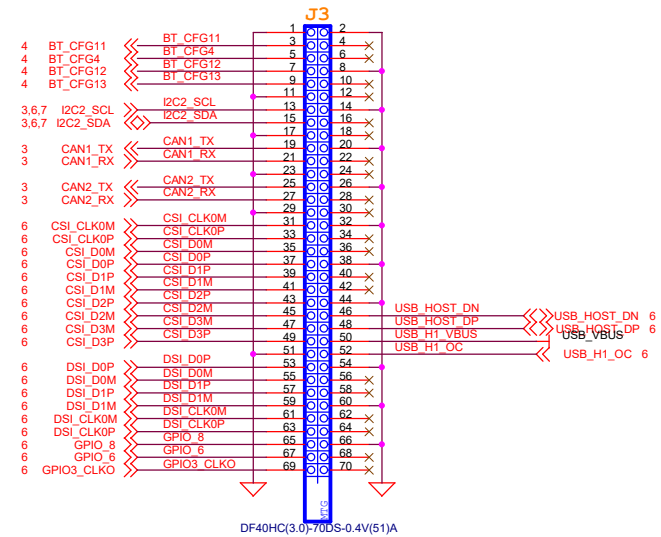 J3
1 2
4 BT_CFG11 BT_CFG11 3 4
4 BT_CFG4 BT_CFG4 5 6
4 BT_CFG12 BT_CFG12 7 8
4 BT_CFG13 BT_CFG13 9 10
11 12
3,6,7 I2C2_SCL I2C2_SCL 13 14
3,6,7 I2C2_SDA I2C2_SDA 15 16
17 18
3 CAN1_TX CAN1_TX 19 20
3 CAN1_RX CAN1_RX 21 22
23 24
3 CAN2_TX CAN2_TX 25 26
3 CAN2_RX CAN2_RX 27 28
29 30
6 CSI_CLK0M CSI_CLK0M 31 32
6 CSI_CLK0P CSI_CLK0P 33 34
6 CSI_D0M CSI_D0M 35 36
6 CSI_D0P CSI_D0P 37 38
6 CSI_D1P CSI_D1P 39 40
6 CSI_D1M CSI_D1M 41 42
6 CSI_D2P CSI_D2P 43 44
6 CSI_D2M CSI_D2M 45 46 USB_HOST_DN USB_HOST_DN 6
6 CSI_D3M CSI_D3M 47 48 USB_HOST_DP USB_HOST_DP 6
6 CSI_D3P CSI_D3P 49 50 USB_H1_VBUS USB_VBUS
51 52 USB_H1_OC USB_H1_OC 6
6 DSI_D0P DSI_D0P 53 54
6 DSI_D0M DSI_D0M 55 56
6 DSI_D1P DSI_D1P 57 58
6 DSI_D1M DSI_D1M 59 60
6 DSI_CLK0M DSI_CLK0M 61 62
6 DSI_CLK0P DSI_CLK0P 63 64
6 GPIO_8 GPIO_8 65 66
6 GPIO_6 GPIO_6 67 68
6 GPIO3_CLKO GPIO3_CLKO 69 70
MTG
DF40HC(3.0)-70DS-0.4V(51)A